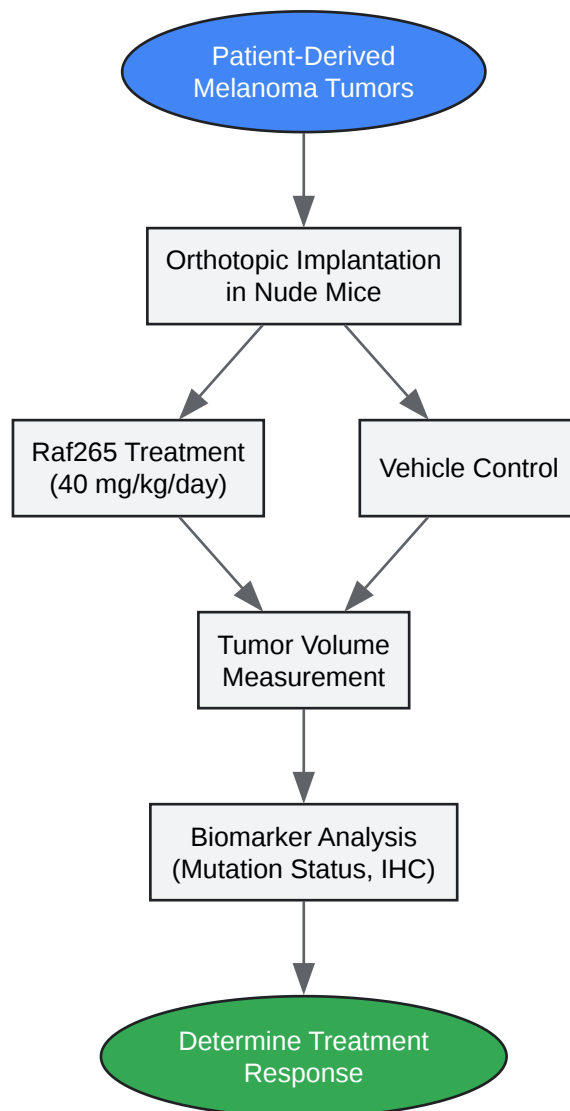 Patient-Derived
Melanoma Tumors
Orthotopic Implantation
in Nude Mice
Raf265 Treatment
(40 mg/kg/day)
Vehicle Control
Tumor Volume
Measurement
Biomarker Analysis
(Mutation Status, IHC)
Determine Treatment
Response